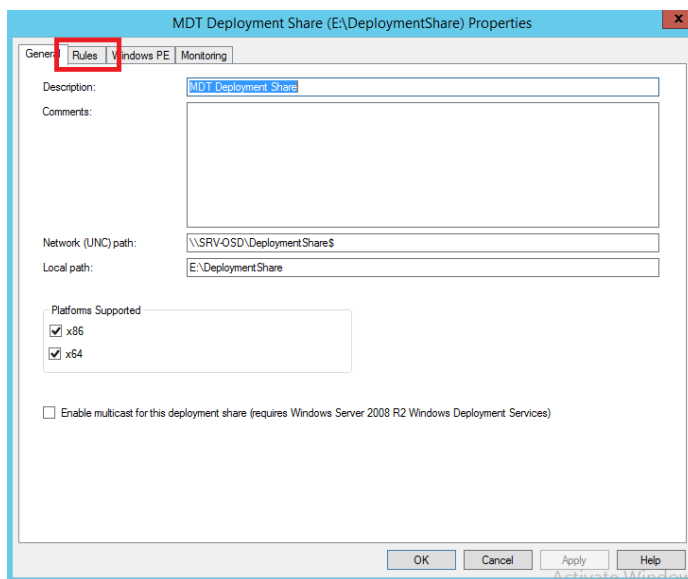 MDT Deployment Share (E:\DeploymentShare) Properties
x
General Rules Windows PE Monitoring
Description: MDT Deployment Share
Comments:
Network (UNC) path: \\SRV-OSD\DeploymentShare$
Local path: E:\DeploymentShare
Platforms Supported
x86
x64
Enable multicast for this deployment share (requires Windows Server 2008 R2 Windows Deployment Services)
OK Cancel Apply Help
Activate Window